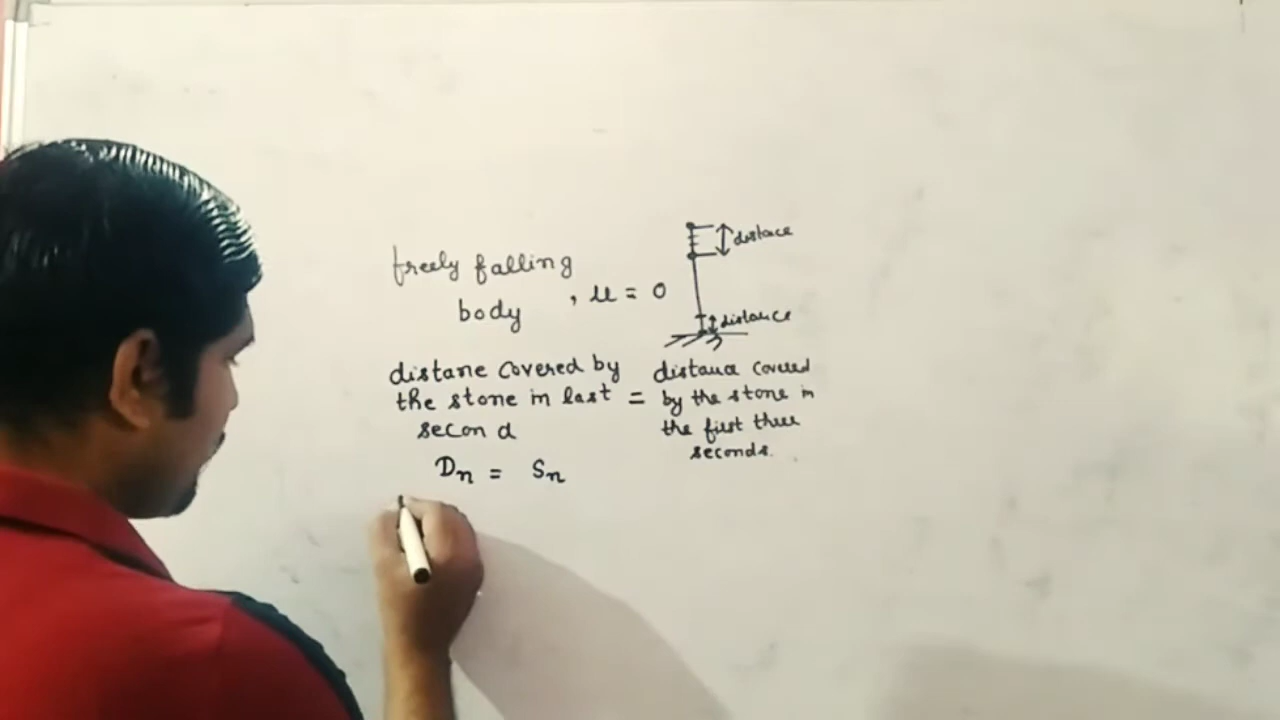 freely falling
body , u = 0
distace
distance
distane covered by
the stone in last =
second
distance covered
by the stone in
the first three
seconds.
Dn = Sn